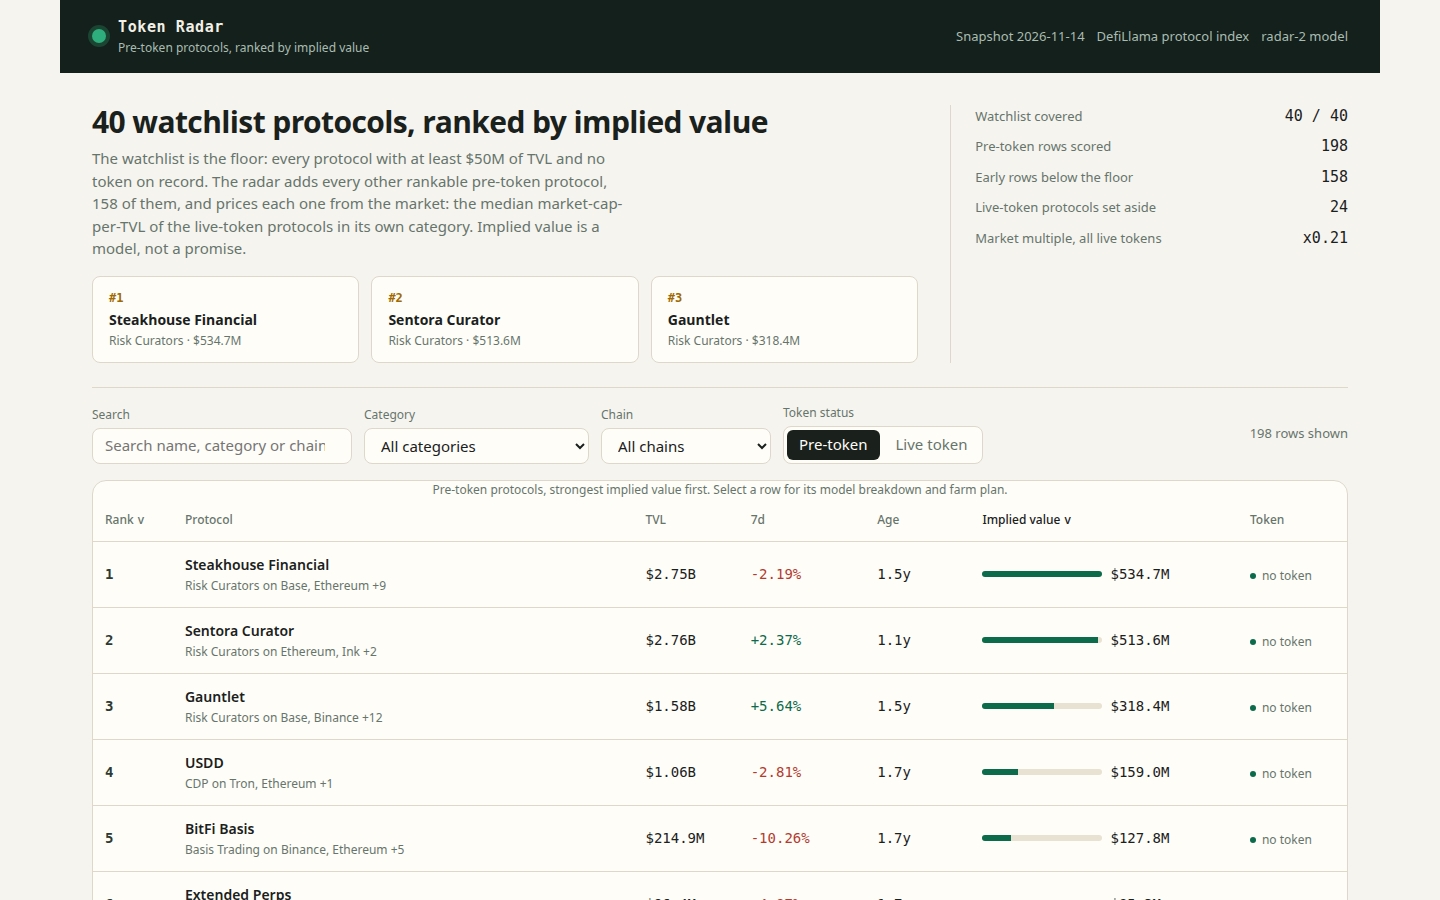 Token Radar
Pre-token protocols, ranked by implied value
Snapshot 2026-11-14 DefiLlama protocol index radar-2 model
40 watchlist protocols, ranked by implied value
The watchlist is the floor: every protocol with at least $50M of TVL and no
token on record. The radar adds every other rankable pre-token protocol,
158 of them, and prices each one from the market: the median market-cap-
per-TVL of the live-token protocols in its own category. Implied value is a
model, not a promise.
#1
Steakhouse Financial
Risk Curators · $534.7M
#2
Sentora Curator
Risk Curators · $513.6M
#3
Gauntlet
Risk Curators · $318.4M
Watchlist covered 40 / 40
Pre-token rows scored 198
Early rows below the floor 158
Live-token protocols set aside 24
Market multiple, all live tokens x0.21
Search
Search name, category or chain
Category
All categories
Chain
All chains
Token status
Pre-token Live token
198 rows shown
Pre-token protocols, strongest implied value first. Select a row for its model breakdown and farm plan.
Rank v Protocol TVL 7d Age Implied value v Token
1 Steakhouse Financial $2.75B -2.19% 1.5y $534.7M no token
Risk Curators on Base, Ethereum +9
2 Sentora Curator $2.76B +2.37% 1.1y $513.6M no token
Risk Curators on Ethereum, Ink +2
3 Gauntlet $1.58B +5.64% 1.5y $318.4M no token
Risk Curators on Base, Binance +12
4 USDD $1.06B -2.81% 1.7y $159.0M no token
CDP on Tron, Ethereum +1
5 BitFi Basis $214.9M -10.26% 1.7y $127.8M no token
Basis Trading on Binance, Ethereum +5
Extended Perps